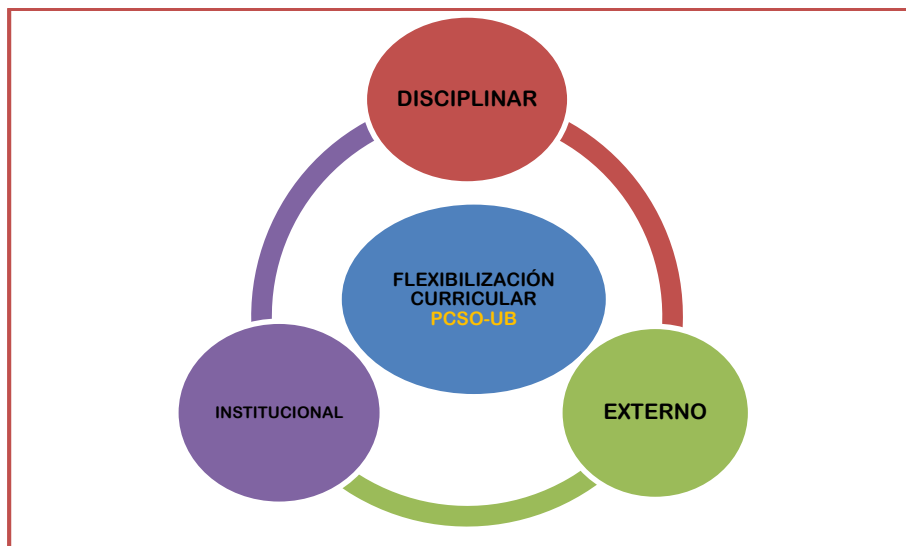 DISCIPLINAR
FLEXIBILIZACIÓN
CURRICULAR
PCSO-UB
INSTITUCIONAL
EXTERNO